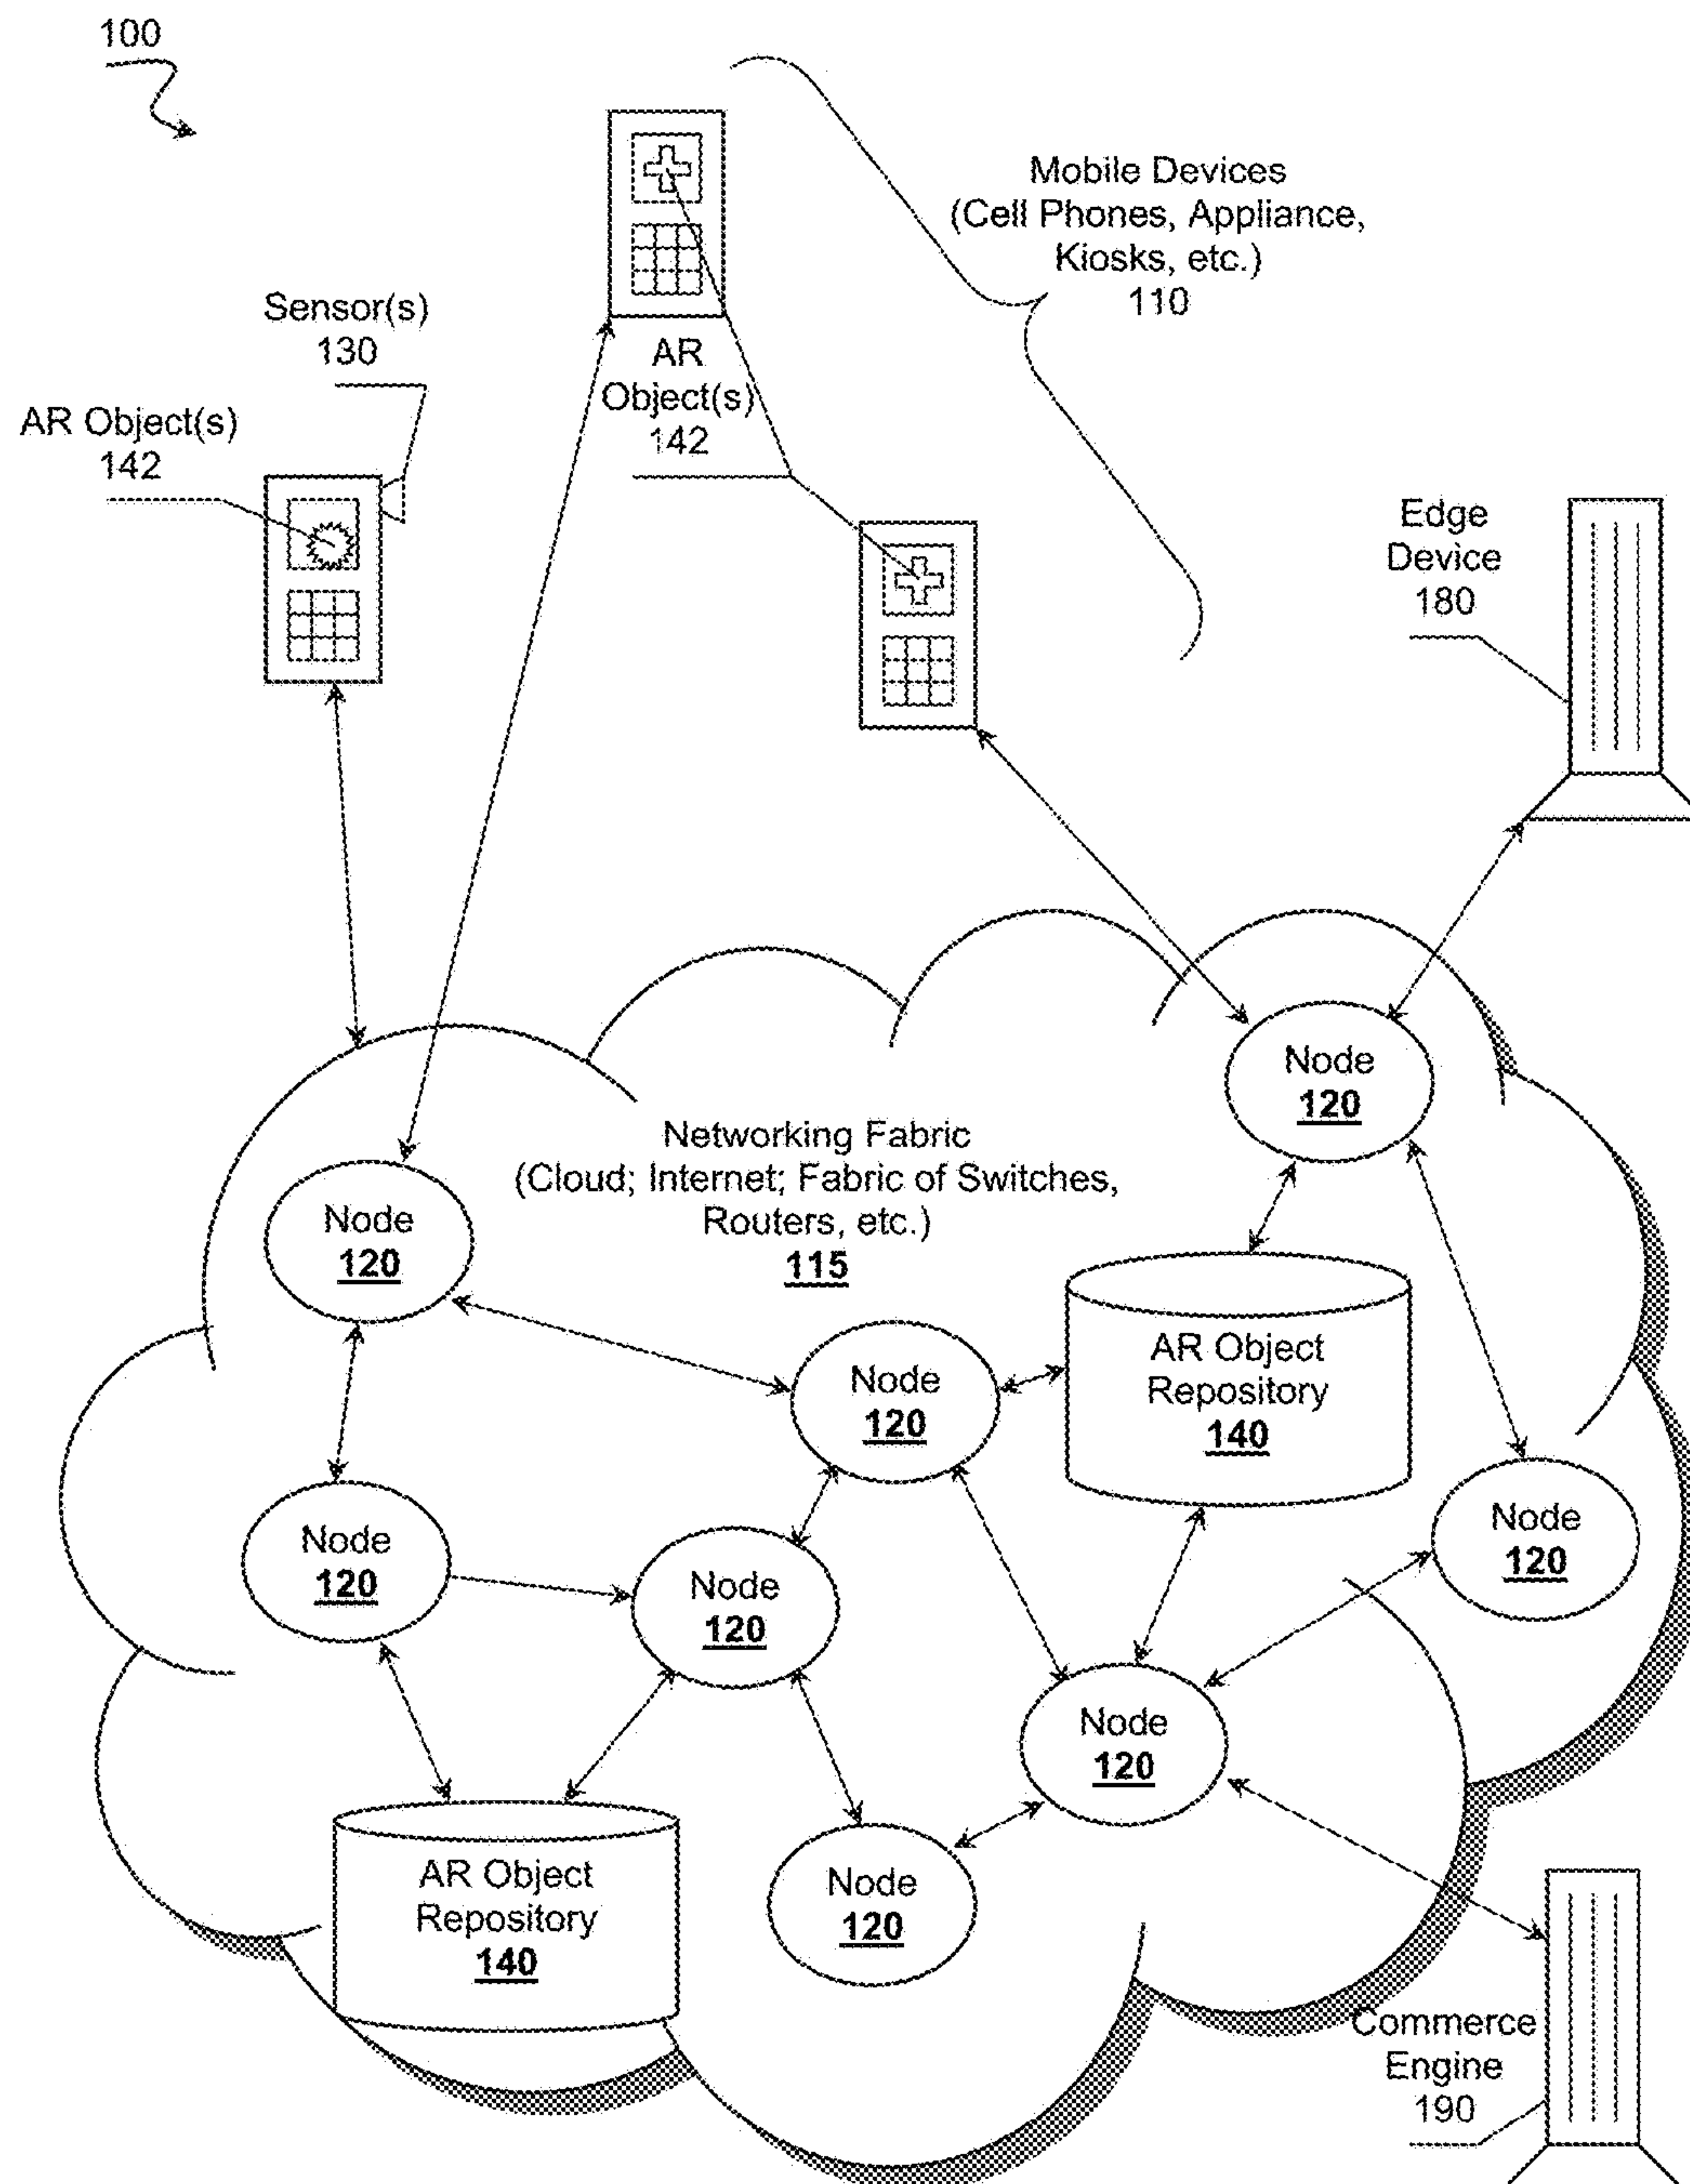 100
Mobile Devices
(Cell Phones, Appliance,
Kiosks, etc.)
110
Sensor(s)
130
AR Object(s)
142
AR
Object(s)
142
Edge
Device
180
Node
120
Networking Fabric
(Cloud; Internet; Fabric of Switches,
Routers, etc.)
115
Node
120
Node
120
AR Object
Repository
140
Node
120
Node
120
Node
120
Node
120
AR Object
Repository
140
Node
120
Commerce
Engine
190